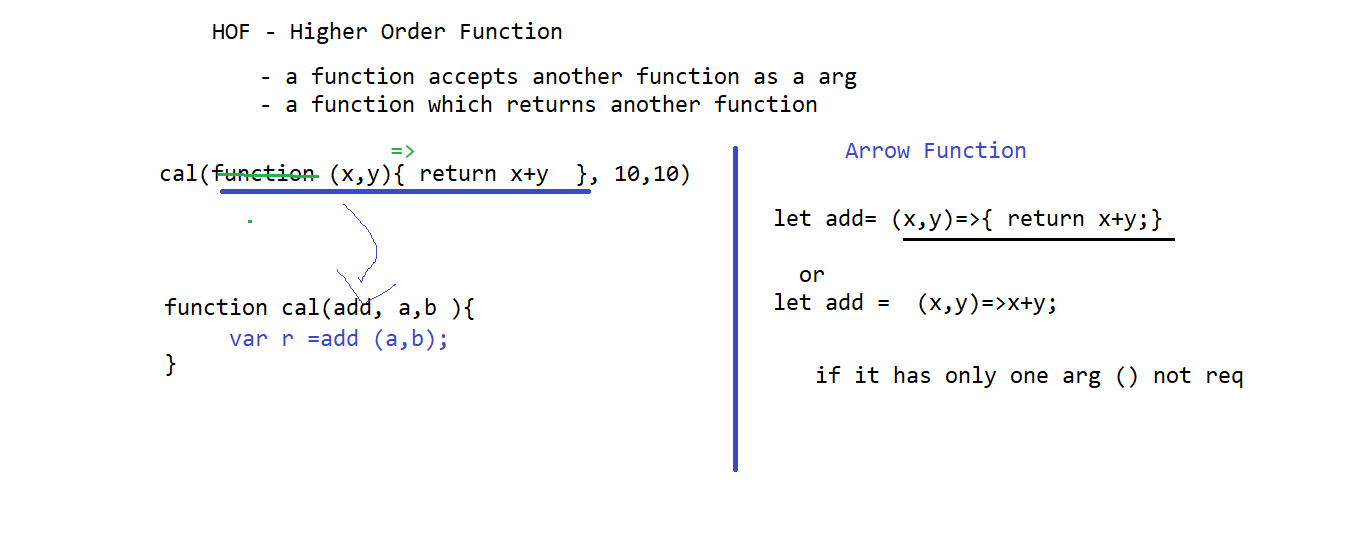 HOF - Higher Order Function
- a function accepts another function as a arg
- a function which returns another function
=>
cal(function (x,y){ return x+y  }, 10,10)
function cal(add, a,b ){
var r =add (a,b);
}
Arrow Function
let add= (x,y)=>{ return x+y;}
or
let add =  (x,y)=>x+y;
if it has only one arg () not req